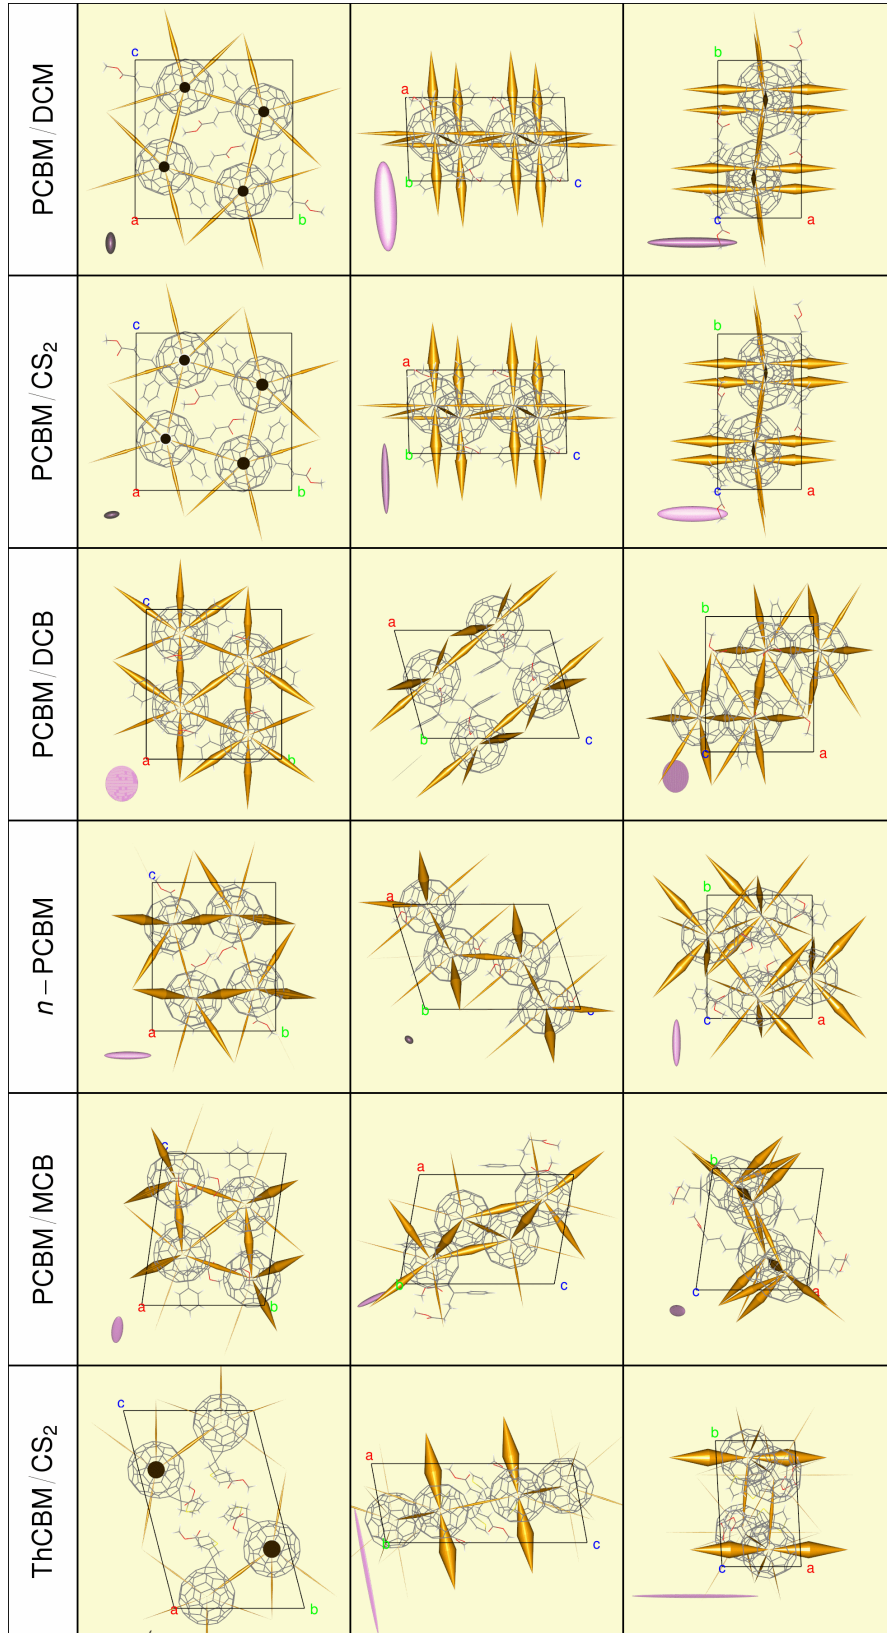 PCBM / DCM
c
a b
a
b c
b
c a
PCBM / CS₂
c
a b
a
b c
b
c a
PCBM / DCB
c
a b
a
b c
b
c a
n − PCBM
c
a b
a
b c
b
c a
PCBM / MCB
c
a b
a
b c
b
c a
ThCBM / CS₂
c
a b
a
c
b
c a